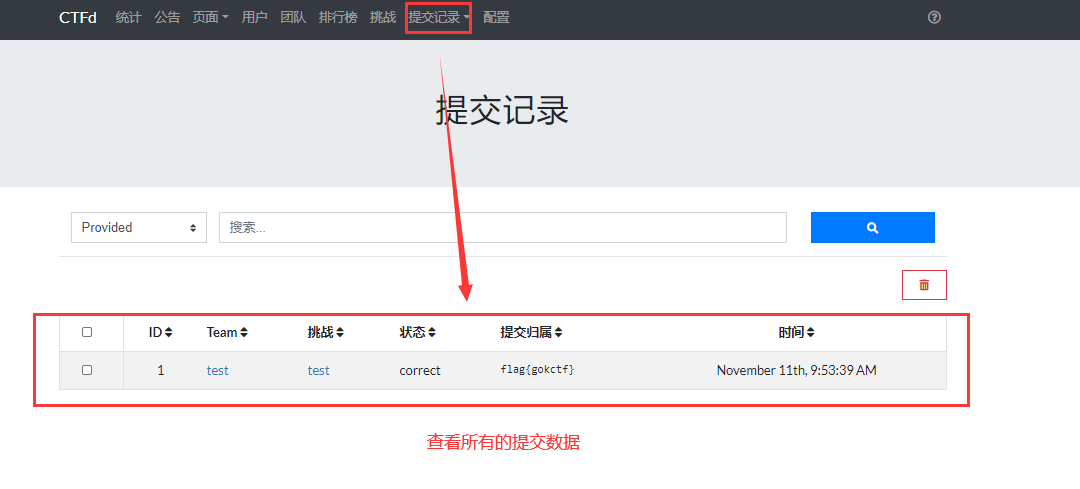 CTFd 统计 公告 页面 用户 团队 排行榜 挑战 提交记录 配置
提交记录
Provided 搜索...
ID Team 挑战 状态 提交归属 时间
1 test test correct flag{gokctf} November 11th, 9:53:39 AM
查看所有的提交数据